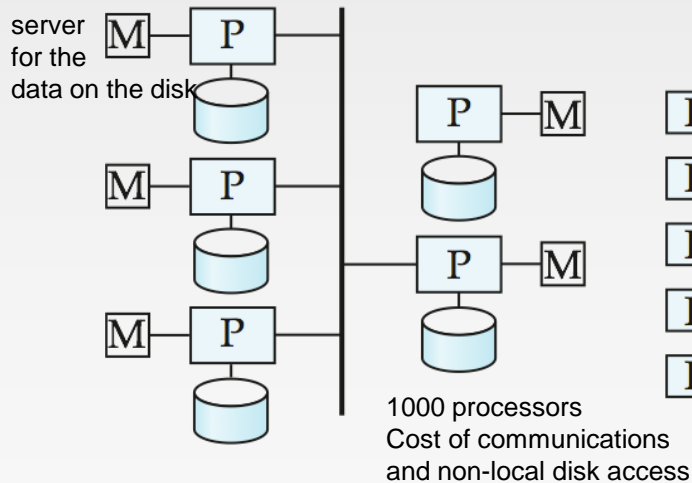 server
for the
data on the disk
M P
P M
M P
P M
M P
1000 processors
Cost of communications
and non-local disk access